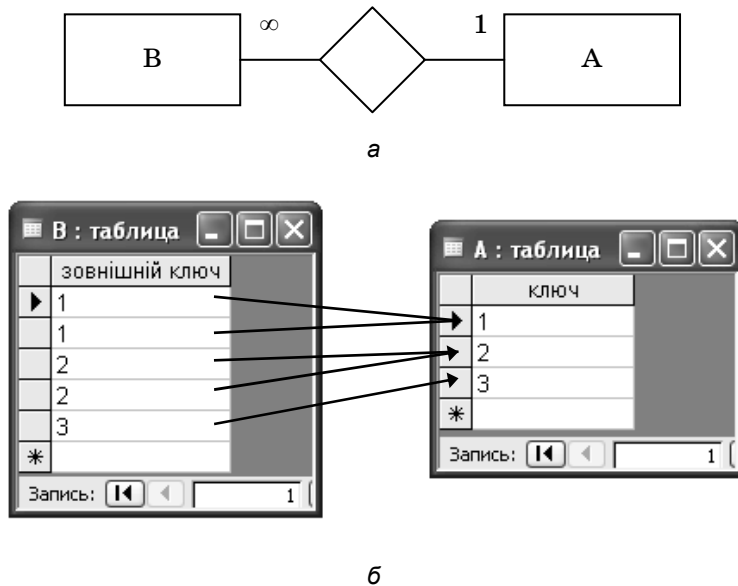 ∞ 1
B A
а
B : таблица
зовнішній ключ
1
1
2
2
3
Запись: 1
A : таблица
ключ
1
2
3
Запись: 1
б